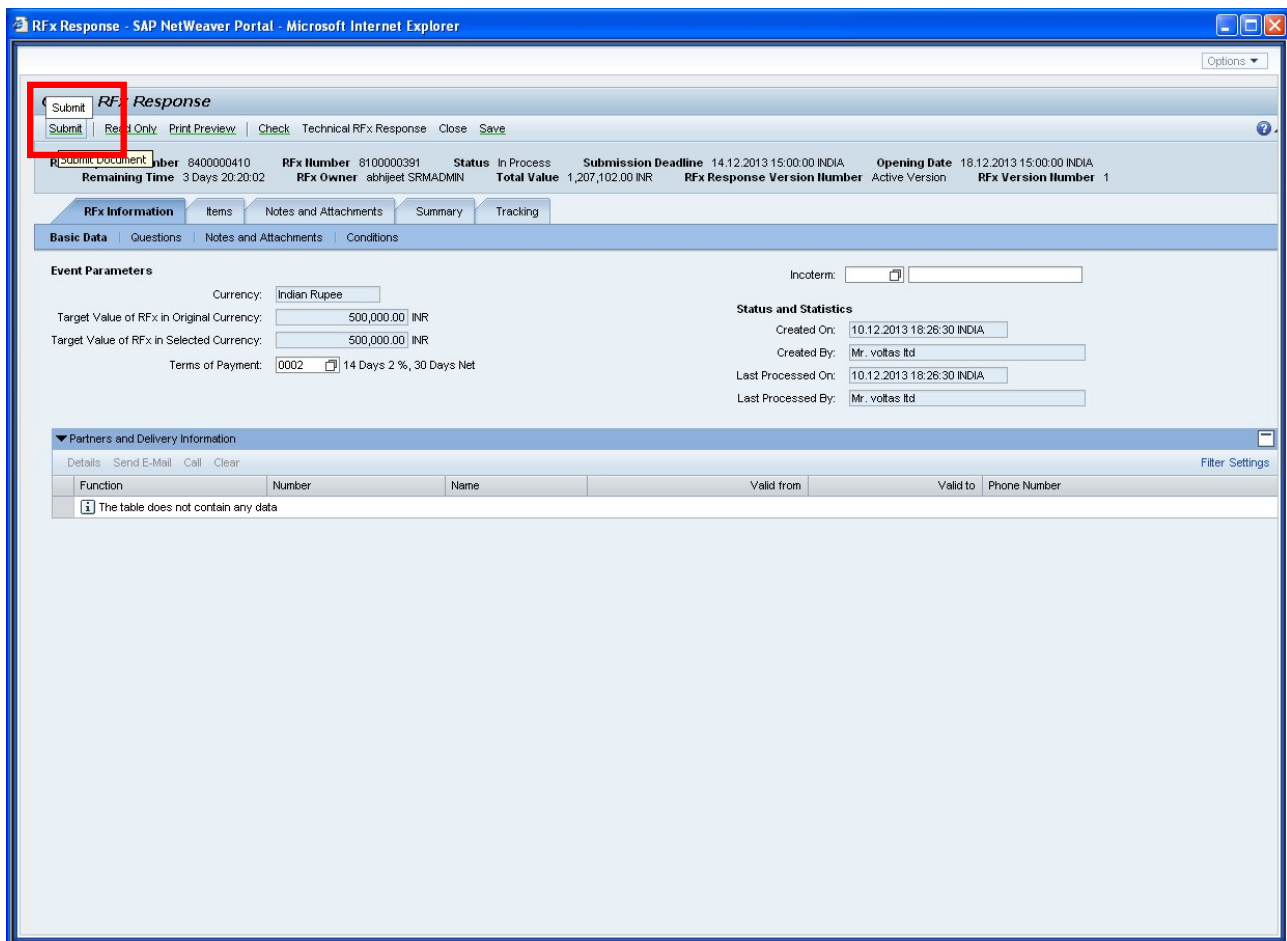 RFx Response - SAP NetWeaver Portal - Microsoft Internet Explorer
Options
RFx Response
Submit
Submit Read Only Print Preview Check Technical RFx Response Close Save
Submit Document
mber 8400000410 RFx Number 8100000391 Status In Process Submission Deadline 14.12.2013 15:00:00 INDIA Opening Date 18.12.2013 15:00:00 INDIA
Remaining Time 3 Days 20:20:02 RFx Owner abhijeet SRMADMIN Total Value 1,207,102.00 INR RFx Response Version Number Active Version RFx Version Number 1
RFx Information Items Notes and Attachments Summary Tracking
Basic Data Questions Notes and Attachments Conditions
Event Parameters
Currency: Indian Rupee
Target Value of RFx in Original Currency: 500,000.00 INR
Target Value of RFx in Selected Currency: 500,000.00 INR
Terms of Payment: 0002 14 Days 2 %, 30 Days Net
Incoterm:
Status and Statistics
Created On: 10.12.2013 18:26:30 INDIA
Created By: Mr. voltas ltd
Last Processed On: 10.12.2013 18:26:30 INDIA
Last Processed By: Mr. voltas ltd
Partners and Delivery Information
Details Send E-Mail Call Clear Filter Settings
Function Number Name Valid from Valid to Phone Number
The table does not contain any data